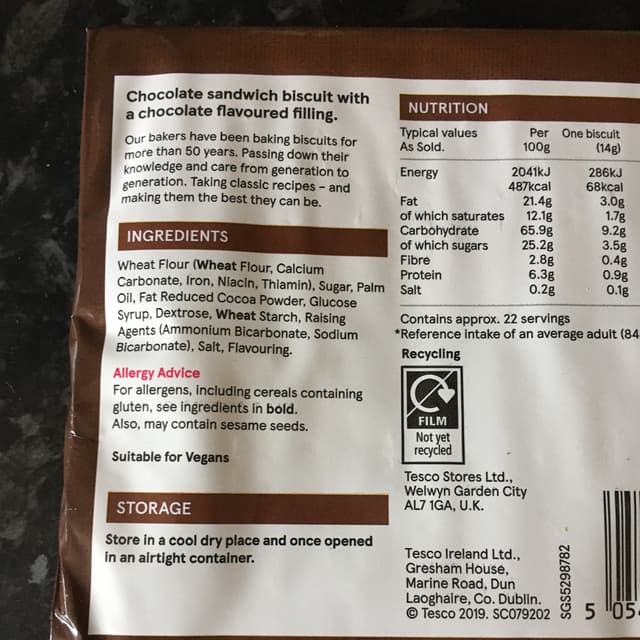 Chocolate sandwich biscuit with
a chocolate flavoured filling.
Our bakers have been baking biscuits for
more than 50 years. Passing down their
knowledge and care from generation to
generation. Taking classic recipes – and
making them the best they can be.
INGREDIENTS
Wheat Flour (Wheat Flour, Calcium
Carbonate, Iron, Niacin, Thiamin), Sugar, Palm
Oil, Fat Reduced Cocoa Powder, Glucose
Syrup, Dextrose, Wheat Starch, Raising
Agents (Ammonium Bicarbonate, Sodium
Bicarbonate), Salt, Flavouring.
Allergy Advice
For allergens, including cereals containing
gluten, see ingredients in bold.
Also, may contain sesame seeds.
Suitable for Vegans
STORAGE
Store in a cool dry place and once opened
in an airtight container.
NUTRITION
Typical values Per One biscuit
As Sold. 100g (14g)
Energy 2041kJ 286kJ
487kcal 68kcal
Fat 21.4g 3.0g
of which saturates 12.1g 1.7g
Carbohydrate 65.9g 9.2g
of which sugars 25.2g 3.5g
Fibre 2.8g 0.4g
Protein 6.3g 0.9g
Salt 0.2g 0.1g
Contains approx. 22 servings
*Reference intake of an average adult (84
Recycling
FILM
Not yet
recycled
Tesco Stores Ltd.,
Welwyn Garden City
AL7 1GA, U.K.
Tesco Ireland Ltd.,
Gresham House,
Marine Road, Dun
Laoghaire, Co. Dublin.
© Tesco 2019. SC079202
SGS5298782
5 054